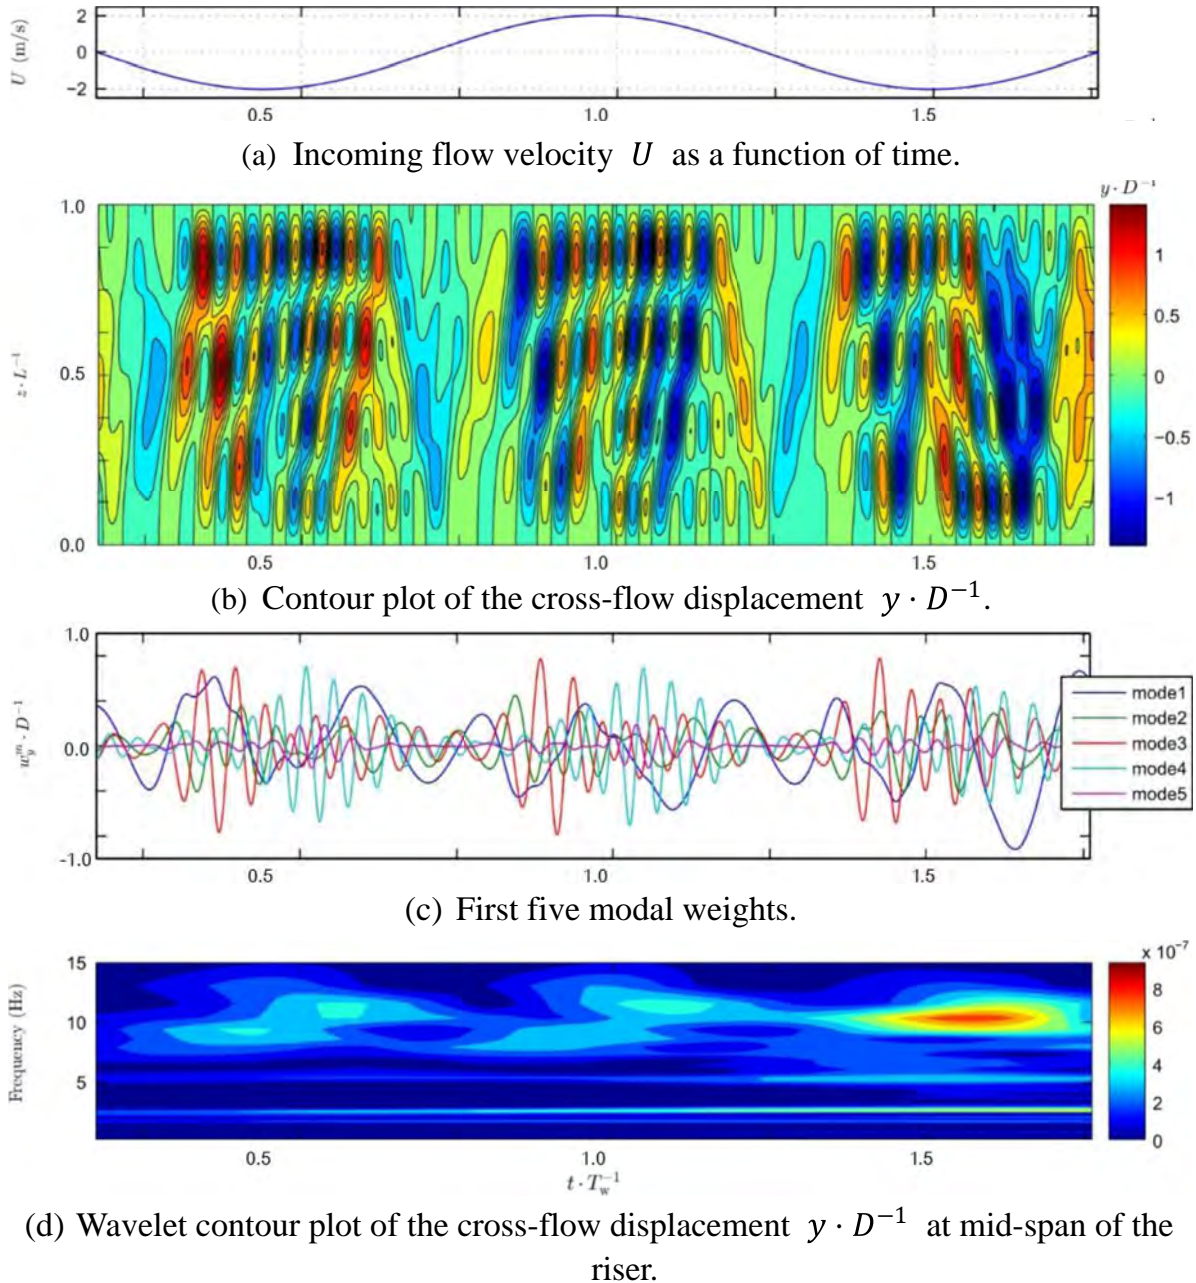 U (m/s)
2
0
−2
0.5 1.0 1.5
(a) Incoming flow velocity U as a function of time.
y · D⁻¹
z · L⁻¹
1.0
0.5
0.0
1
0.5
0
−0.5
−1
0.5 1.0 1.5
(b) Contour plot of the cross-flow displacement y · D⁻¹.
1.0
0.0
-1.0
mode1
mode2
mode3
mode4
mode5
0.5 1.0 1.5
(c) First five modal weights.
Frequency (Hz)
15
10
5
x 10⁻⁷
8
6
4
2
0
0.5 1.0 1.5
t · T_w⁻¹
(d) Wavelet contour plot of the cross-flow displacement y · D⁻¹ at mid-span of the
riser.